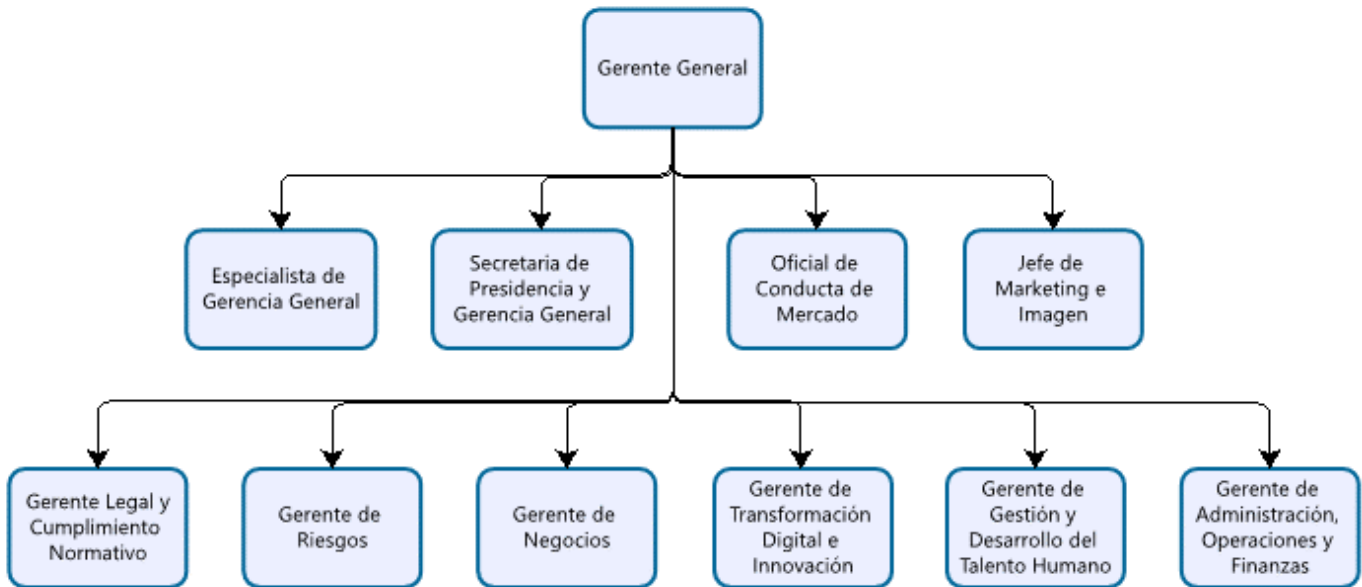 Gerente General
Especialista de
Gerencia General
Secretaria de
Presidencia y
Gerencia General
Oficial de
Conducta de
Mercado
Jefe de
Marketing e
Imagen
Gerente Legal y
Cumplimiento
Normativo
Gerente de
Riesgos
Gerente de
Negocios
Gerente de
Transformación
Digital e
Innovación
Gerente de
Gestión y
Desarrollo del
Talento Humano
Gerente de
Administración,
Operaciones y
Finanzas